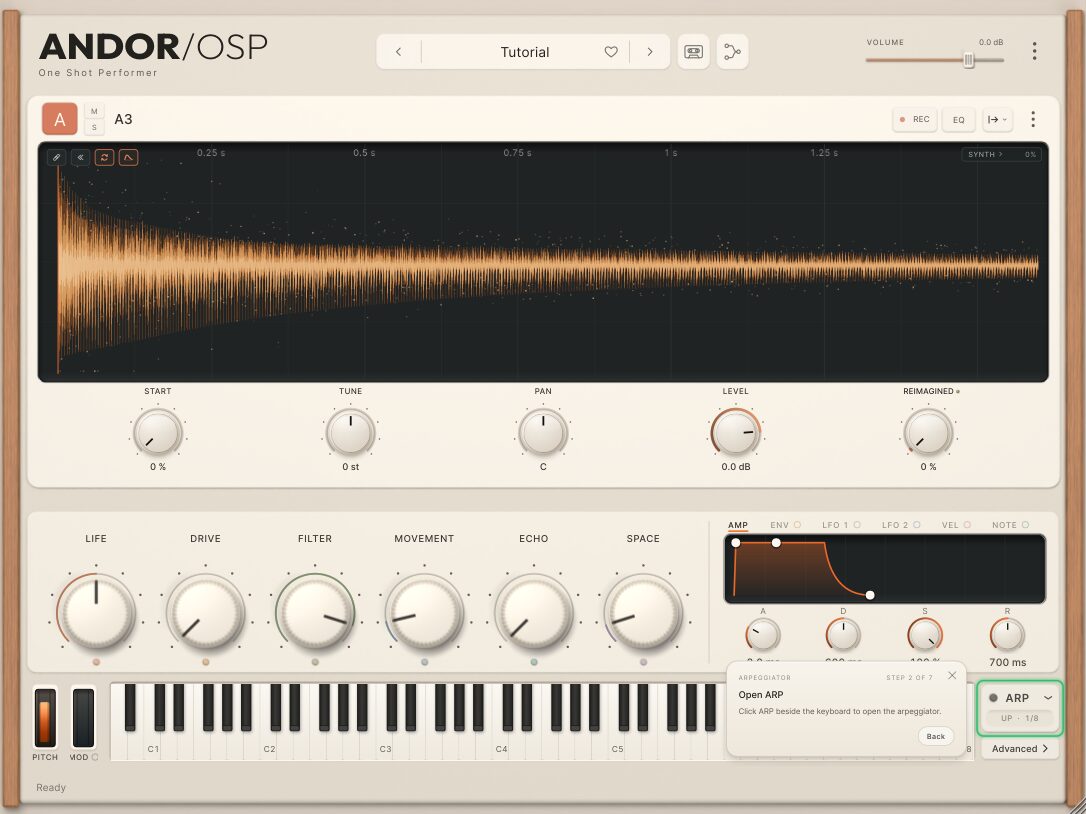 ANDOR/OSP
One Shot Performer
Tutorial
VOLUME 0.0 dB
A M S A3
REC EQ
0.25 s 0.5 s 0.75 s 1 s 1.25 s
SYNTH > 0%
START TUNE PAN LEVEL REIMAGINED
0 % 0 st C 0.0 dB 0 %
LIFE DRIVE FILTER MOVEMENT ECHO SPACE
AMP ENV LFO 1 LFO 2 VEL NOTE
A D S R
700 ms
ARPEGGIATOR STEP 2 OF 7
Open ARP
Click ARP beside the keyboard to open the arpeggiator.
Back
ARP
UP · 1/8
Advanced >
C1 C2 C3 C4 C5
PITCH MOD
Ready